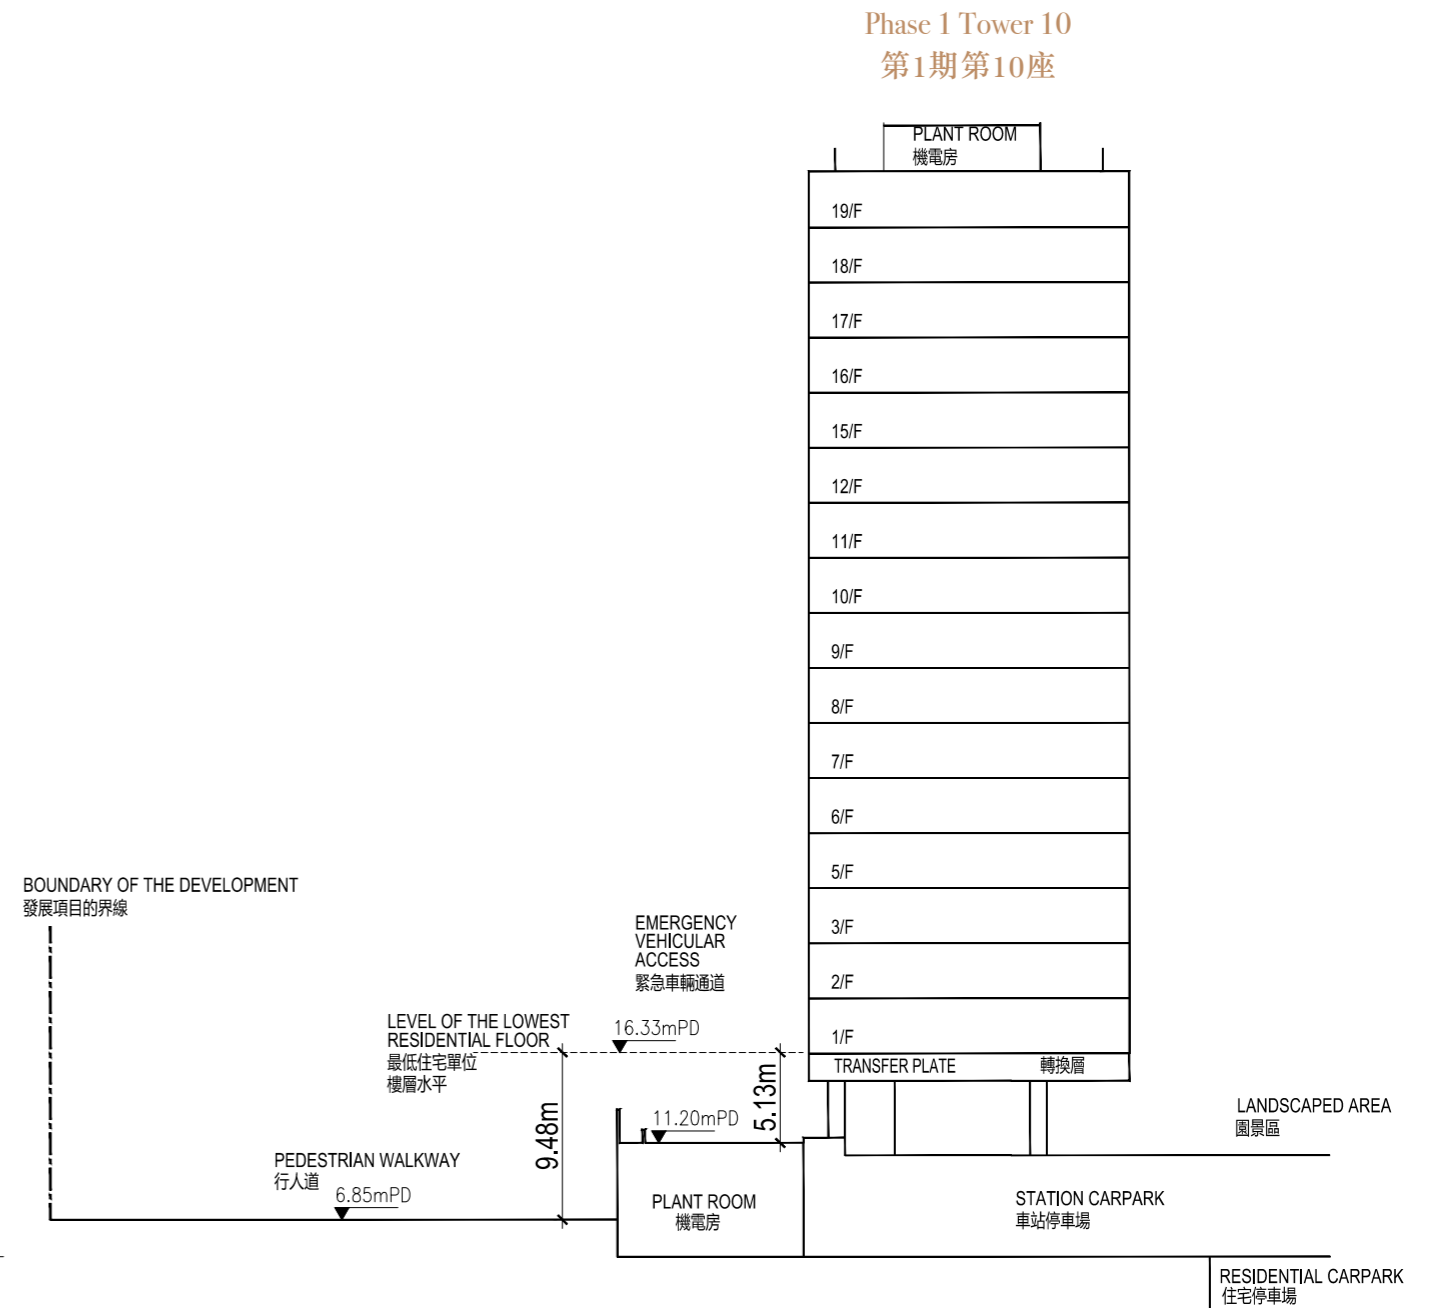 Phase 1 Tower 10
第1期第10座
PLANT ROOM
機電房
19/F
18/F
17/F
16/F
15/F
12/F
11/F
10/F
9/F
8/F
7/F
6/F
5/F
3/F
2/F
1/F
TRANSFER PLATE 轉換層
BOUNDARY OF THE DEVELOPMENT
發展項目的界線
EMERGENCY
VEHICULAR
ACCESS
緊急車輛通道
LEVEL OF THE LOWEST
RESIDENTIAL FLOOR
最低住宅單位
樓層水平
16.33mPD
9.48m
5.13m
11.20mPD
PEDESTRIAN WALKWAY
行人道
6.85mPD
PLANT ROOM
機電房
LANDSCAPED AREA
園景區
STATION CARPARK
車站停車場
RESIDENTIAL CARPARK
住宅停車場